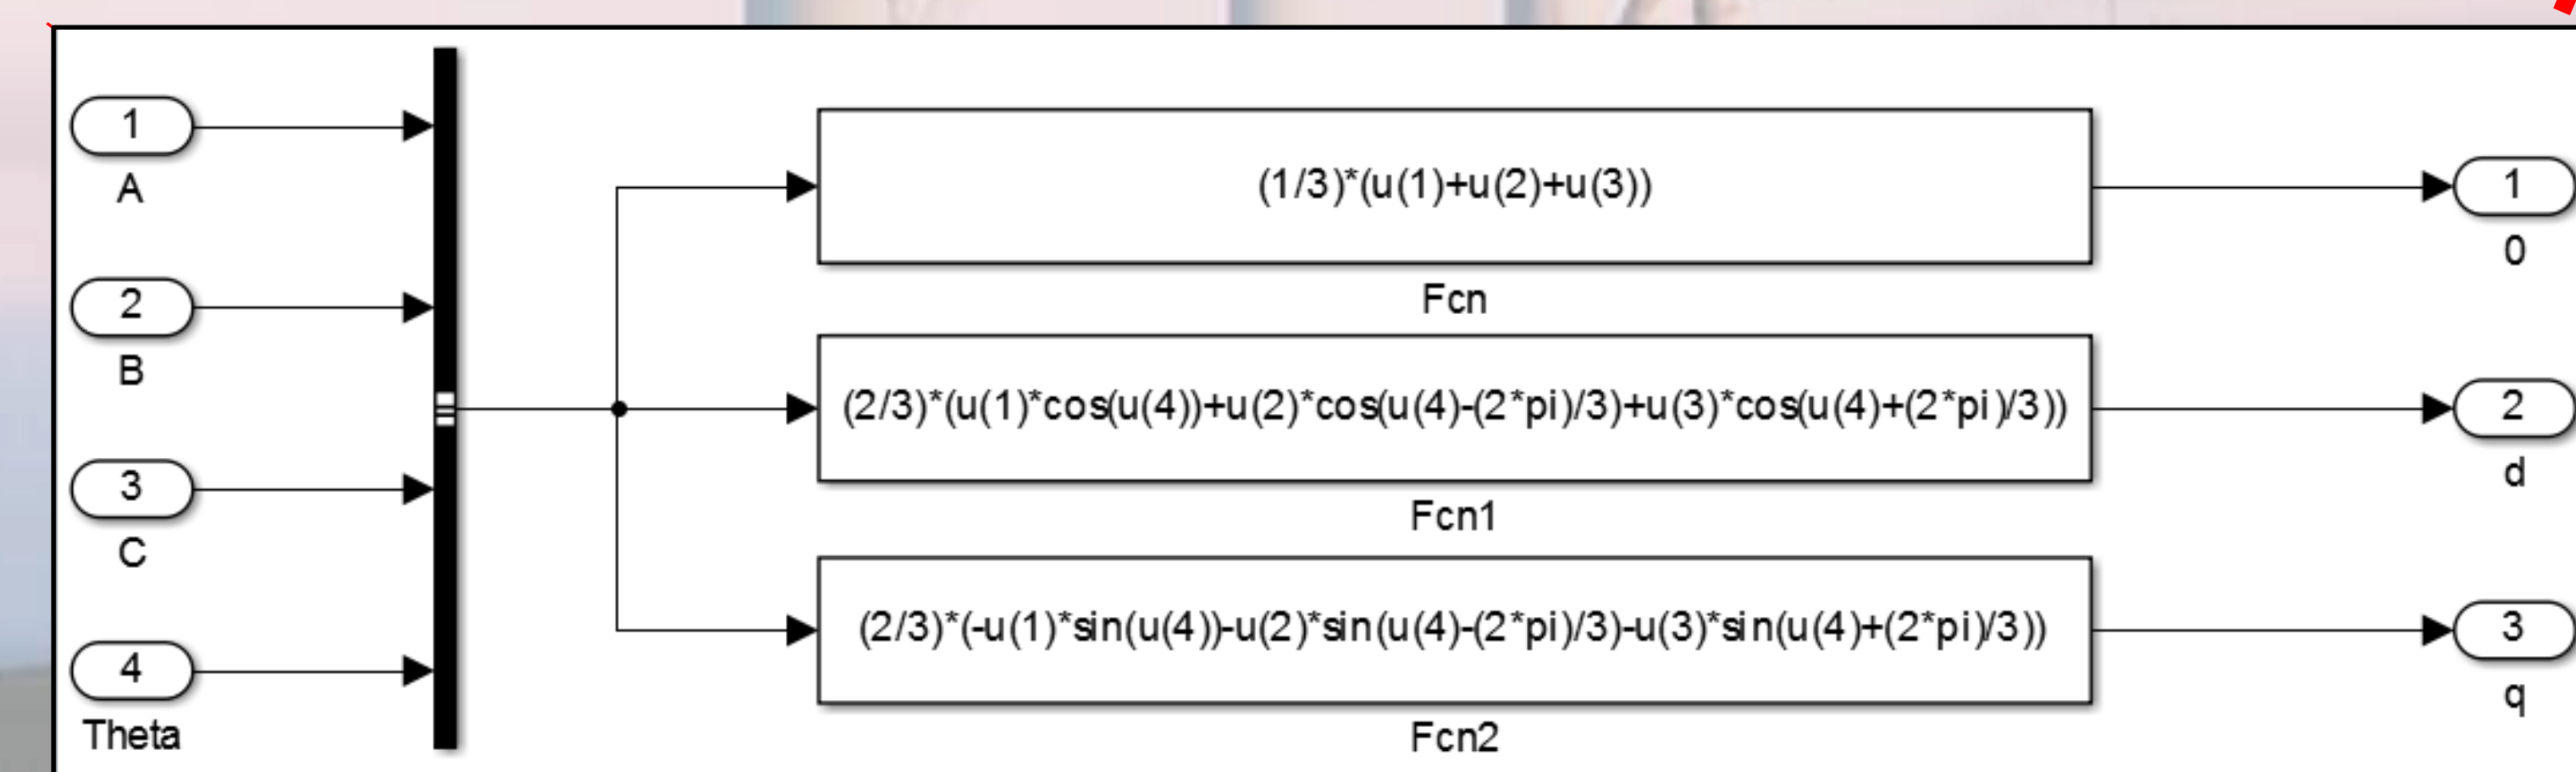 1
A
2
B
3
C
4
Theta
(1/3)*(u(1)+u(2)+u(3))
Fcn
(2/3)*(u(1)*cos(u(4))+u(2)*cos(u(4)-(2*pi)/3)+u(3)*cos(u(4)+(2*pi)/3))
Fcn1
(2/3)*(-u(1)*sin(u(4))-u(2)*sin(u(4)-(2*pi)/3)-u(3)*sin(u(4)+(2*pi)/3))
Fcn2
1
0
2
d
3
q